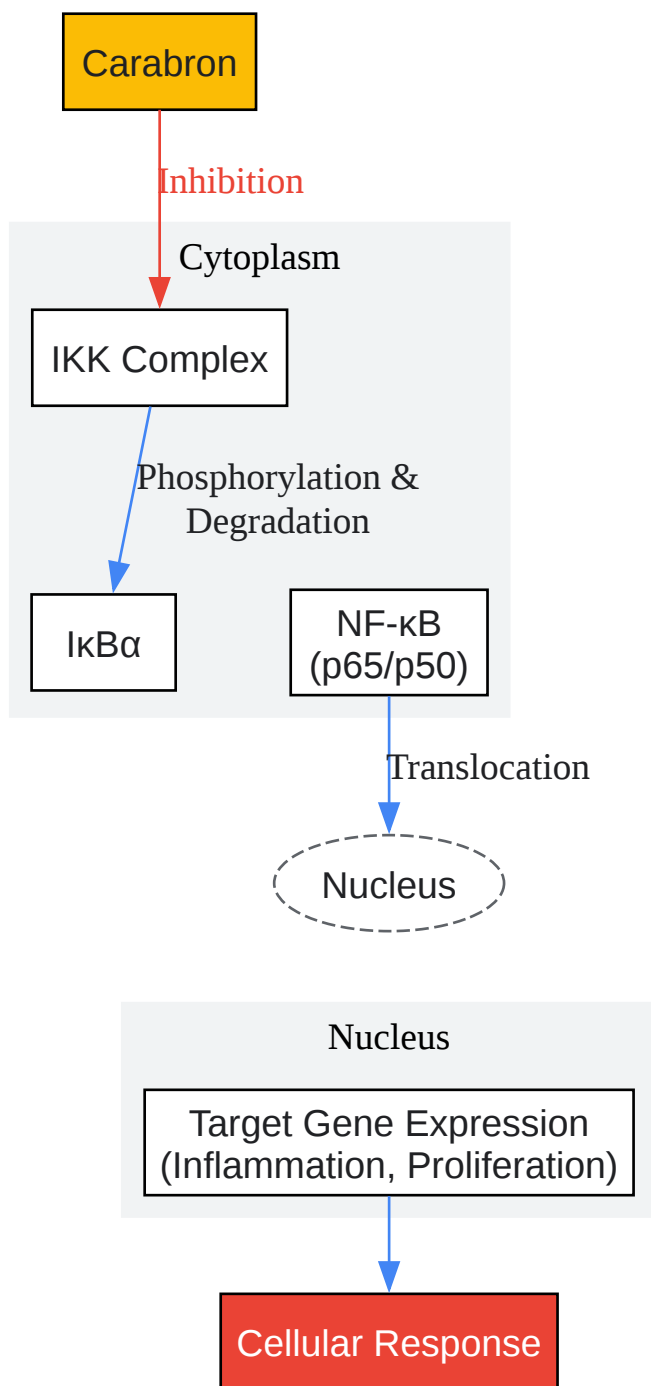 Carabron
Inhibition
Cytoplasm
IKK Complex
Phosphorylation &
Degradation
IκBα
NF-κB
(p65/p50)
Translocation
Nucleus
Nucleus
Target Gene Expression
(Inflammation, Proliferation)
Cellular Response